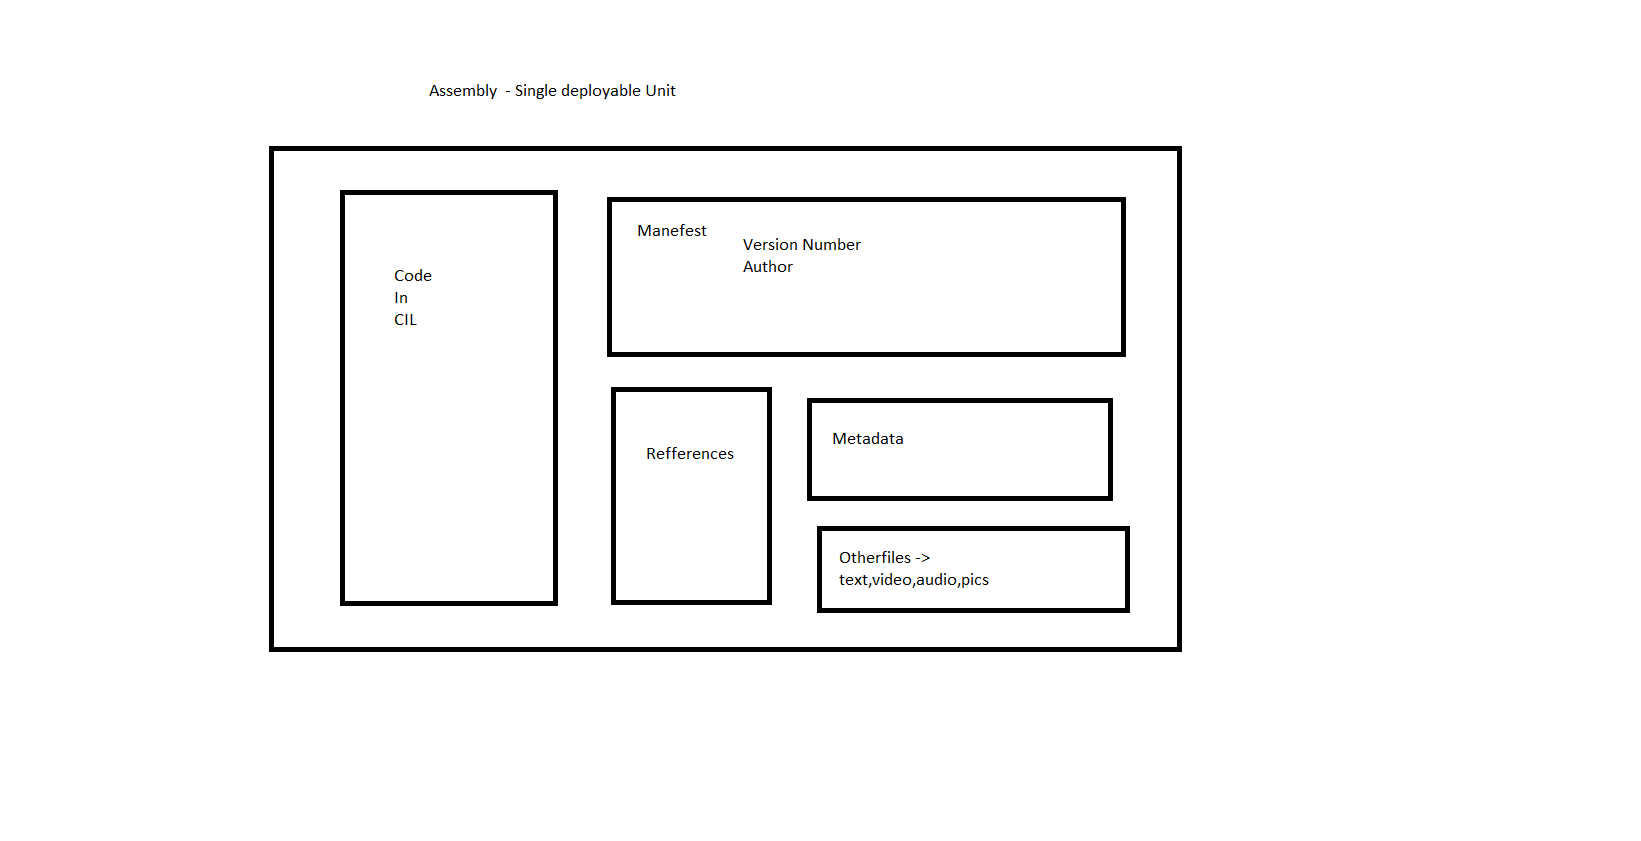 Assembly  - Single deployable Unit
Code
In
CIL
Manefest
Version Number
Author
Refferences
Metadata
Otherfiles ->
text,video,audio,pics